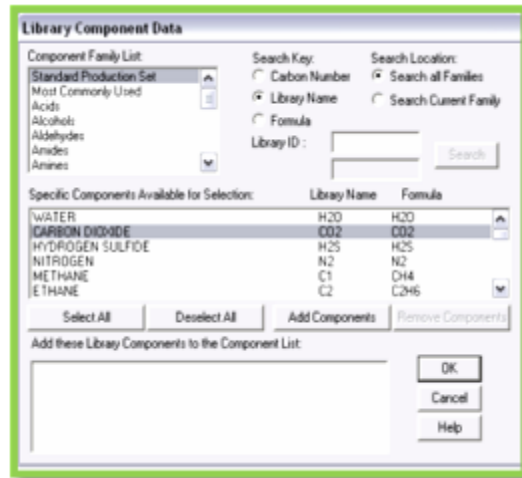 Library Component Data
Component Family List: Search Key: Search Location:
Standard Production Set Carbon Number Search all Families
Most Commonly Used Library Name Search Current Family
Acids Formula
Alcohols
Aldehydes Library ID :
Amides Search
Amines
Specific Components Available for Selection: Library Name Formula
WATER H2O H2O
CARBON DIOXIDE CO2 CO2
HYDROGEN SULFIDE H2S H2S
NITROGEN N2 N2
METHANE C1 CH4
ETHANE C2 C2H6
Select All Deselect All Add Components Remove Components
Add these Library Components to the Component List:
OK
Cancel
Help